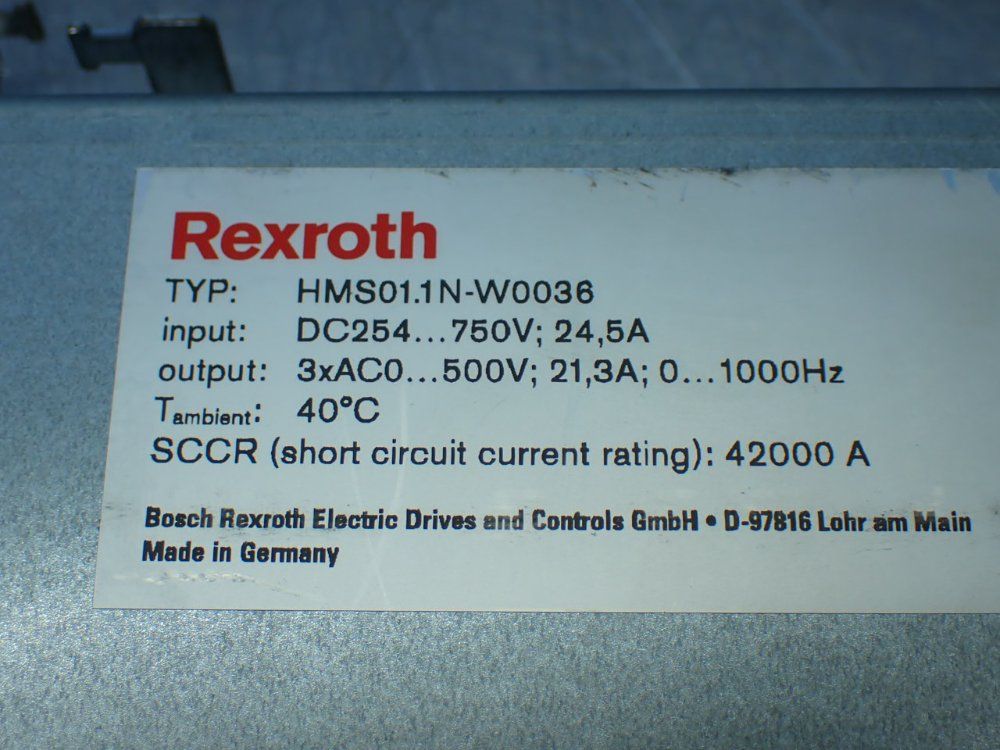 Rexroth
TYP: HMS01.1N-W0036
input: DC254...750V; 24,5A
output: 3xAC0...500V; 21,3A; 0...1000Hz
Tambient: 40°C
SCCR (short circuit current rating): 42000 A
Bosch Rexroth Electric Drives and Controls GmbH • D-97816 Lohr am Main
Made in Germany